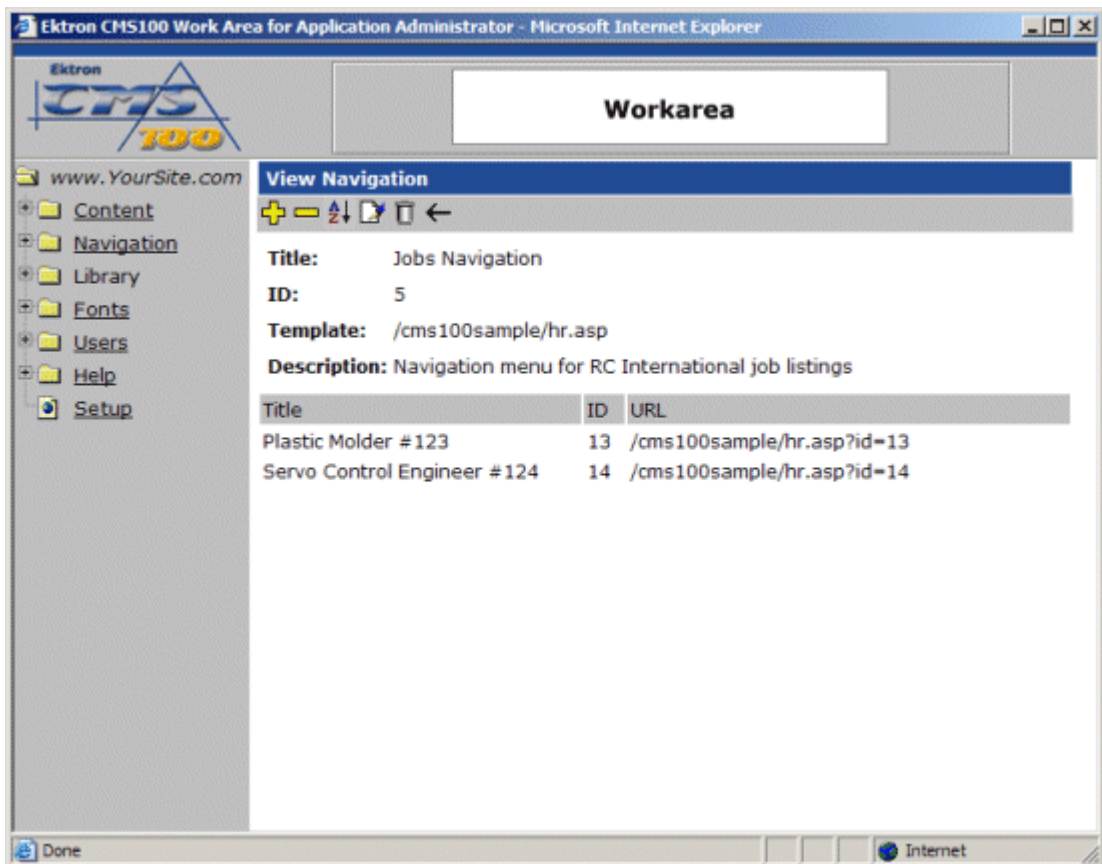 Ektron CMS100 Work Area for Application Administrator - Microsoft Internet Explorer
Ektron
CMS
100
Workarea
www.YourSite.com
Content
Navigation
Library
Fonts
Users
Help
Setup
View Navigation
Title: Jobs Navigation
ID: 5
Template: /cms100sample/hr.asp
Description: Navigation menu for RC International job listings
Title ID URL
Plastic Molder #123 13 /cms100sample/hr.asp?id=13
Servo Control Engineer #124 14 /cms100sample/hr.asp?id=14
Done Internet